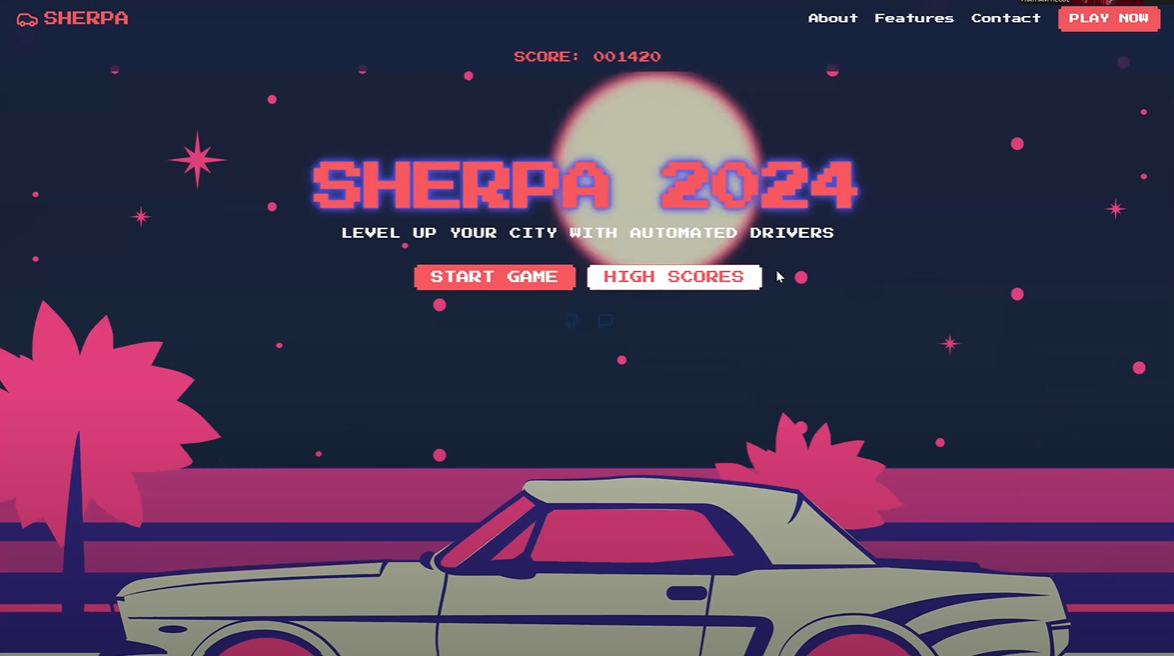 SHERPA
About Features Contact PLAY NOW
SCORE: 001420
SHERPA 2024
LEVEL UP YOUR CITY WITH AUTOMATED DRIVERS
START GAME HIGH SCORES